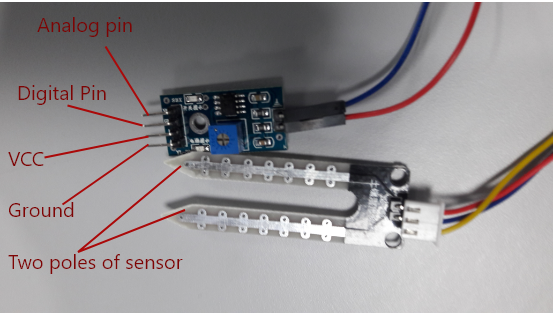 Analog pin
Digital Pin
VCC
Ground
Two poles of sensor